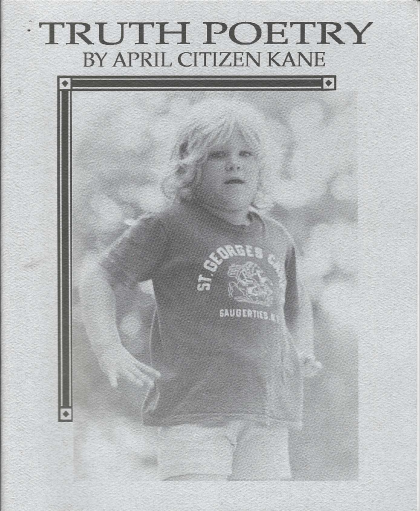 TRUTH POETRY
BY APRIL CITIZEN KANE
ST. GEORGES
SAUGERTIES. N.Y.